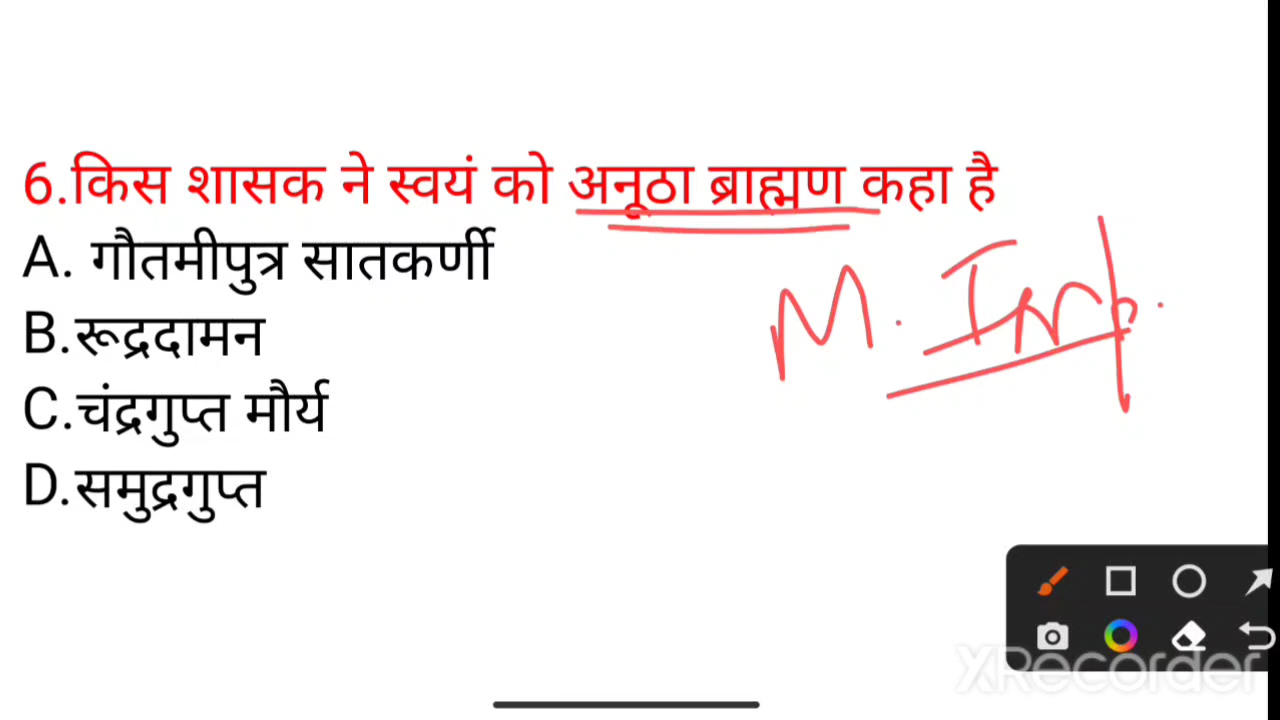 6.किस शासक ने स्वयं को अनूठा ब्राह्मण कहा है
A. गौतमीपुत्र सातकर्णी
B.रूद्रदामन
C.चंद्रगुप्त मौर्य
D.समुद्रगुप्त
M. Imp.
XRecorder